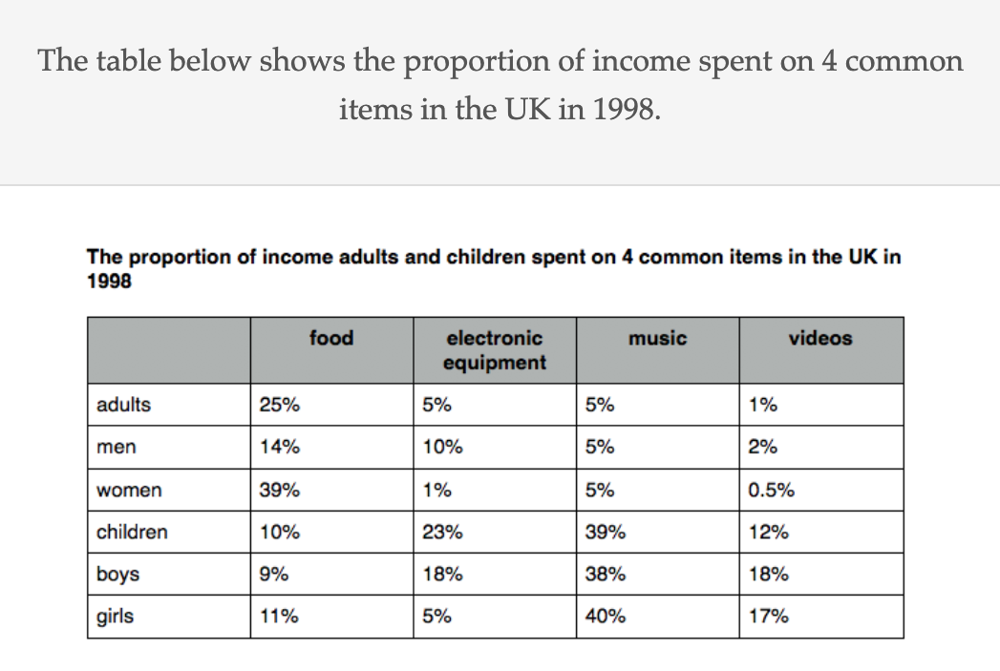 The table below shows the proportion of income spent on 4 common
items in the UK in 1998.
The proportion of income adults and children spent on 4 common items in the UK in
1998
food electronic equipment music videos
adults 25% 5% 5% 1%
men 14% 10% 5% 2%
women 39% 1% 5% 0.5%
children 10% 23% 39% 12%
boys 9% 18% 38% 18%
girls 11% 5% 40% 17%